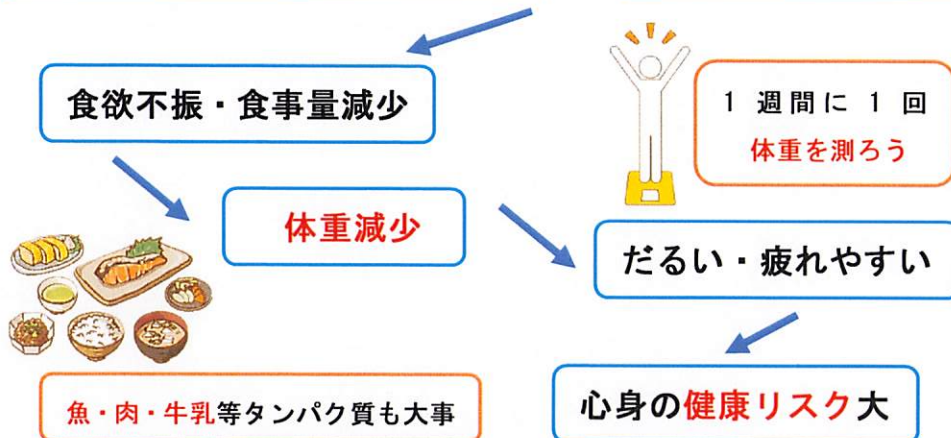 食欲不振・食事量減少
1 週間に 1 回
体重を測ろう
体重減少
だるい・疲れやすい
魚・肉・牛乳等タンパク質も大事
心身の健康リスク大